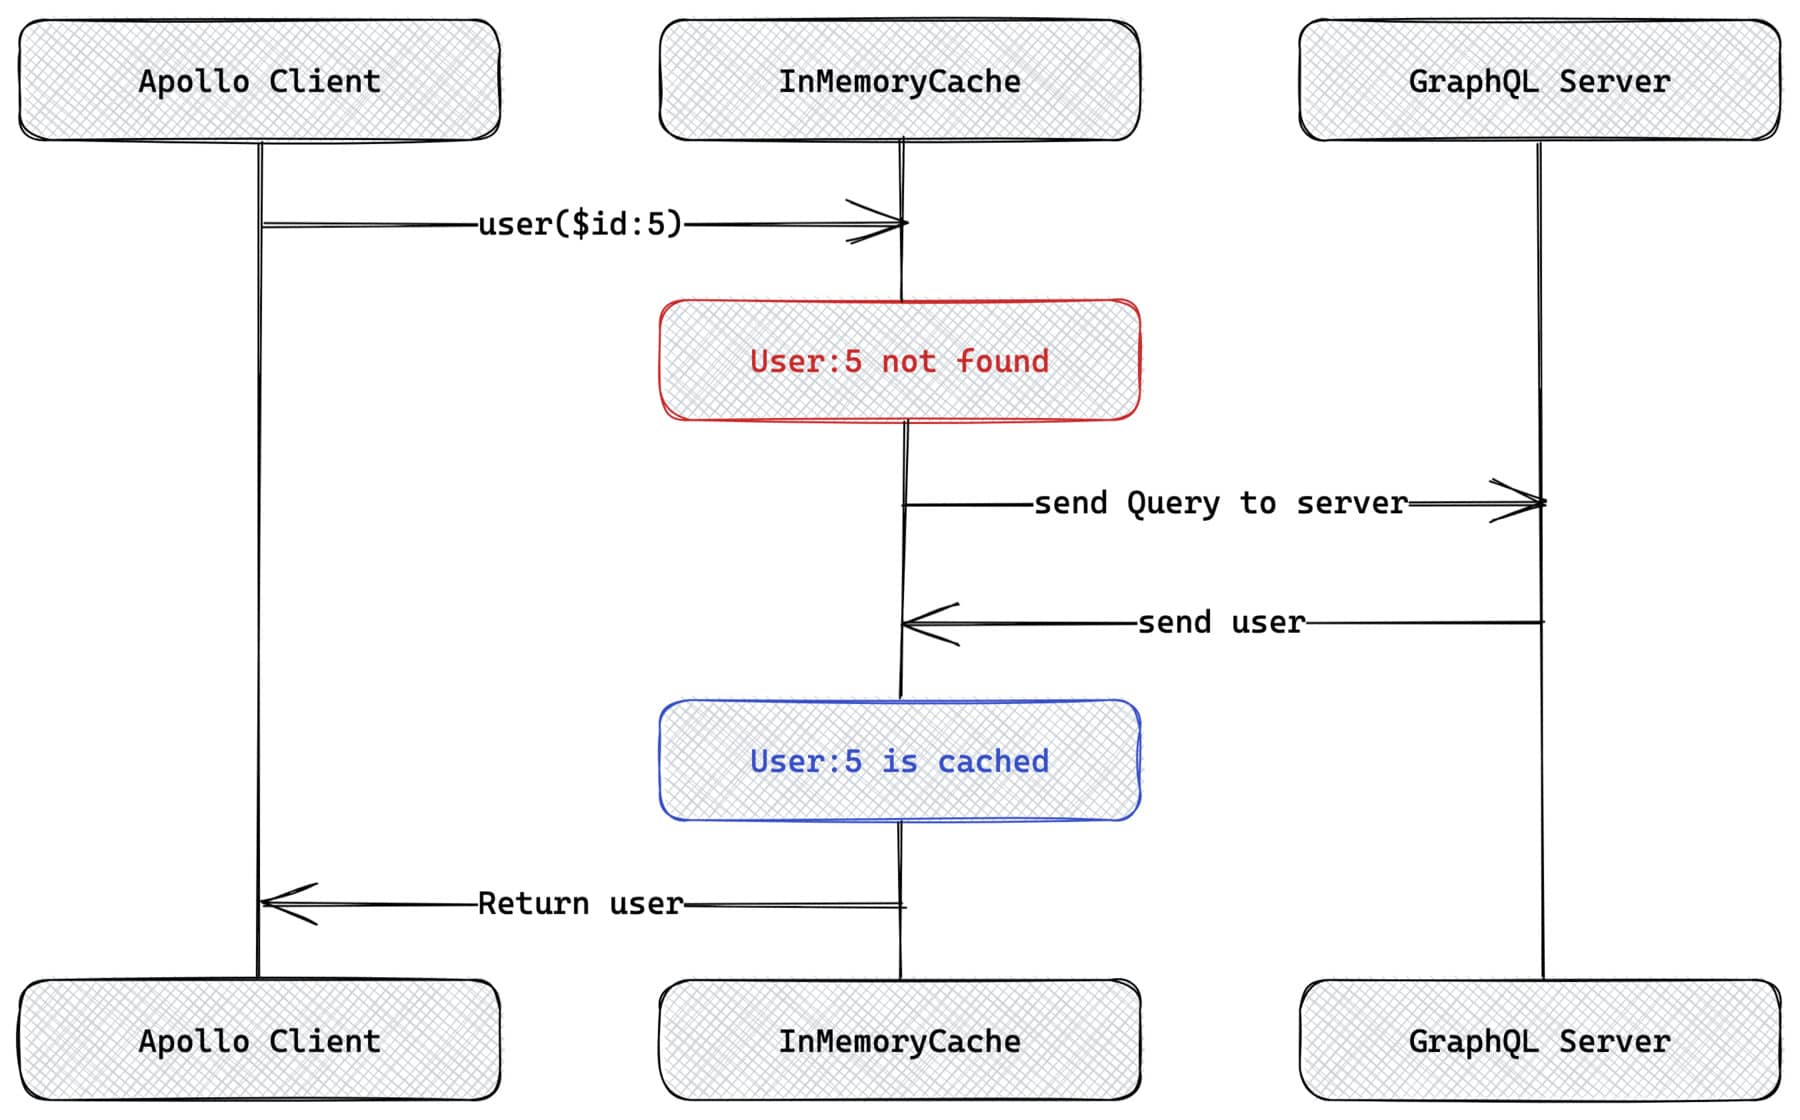 Apollo Client
InMemoryCache
GraphQL Server
user($id:5)
User:5 not found
send Query to server
send user
User:5 is cached
Return user
Apollo Client
InMemoryCache
GraphQL Server